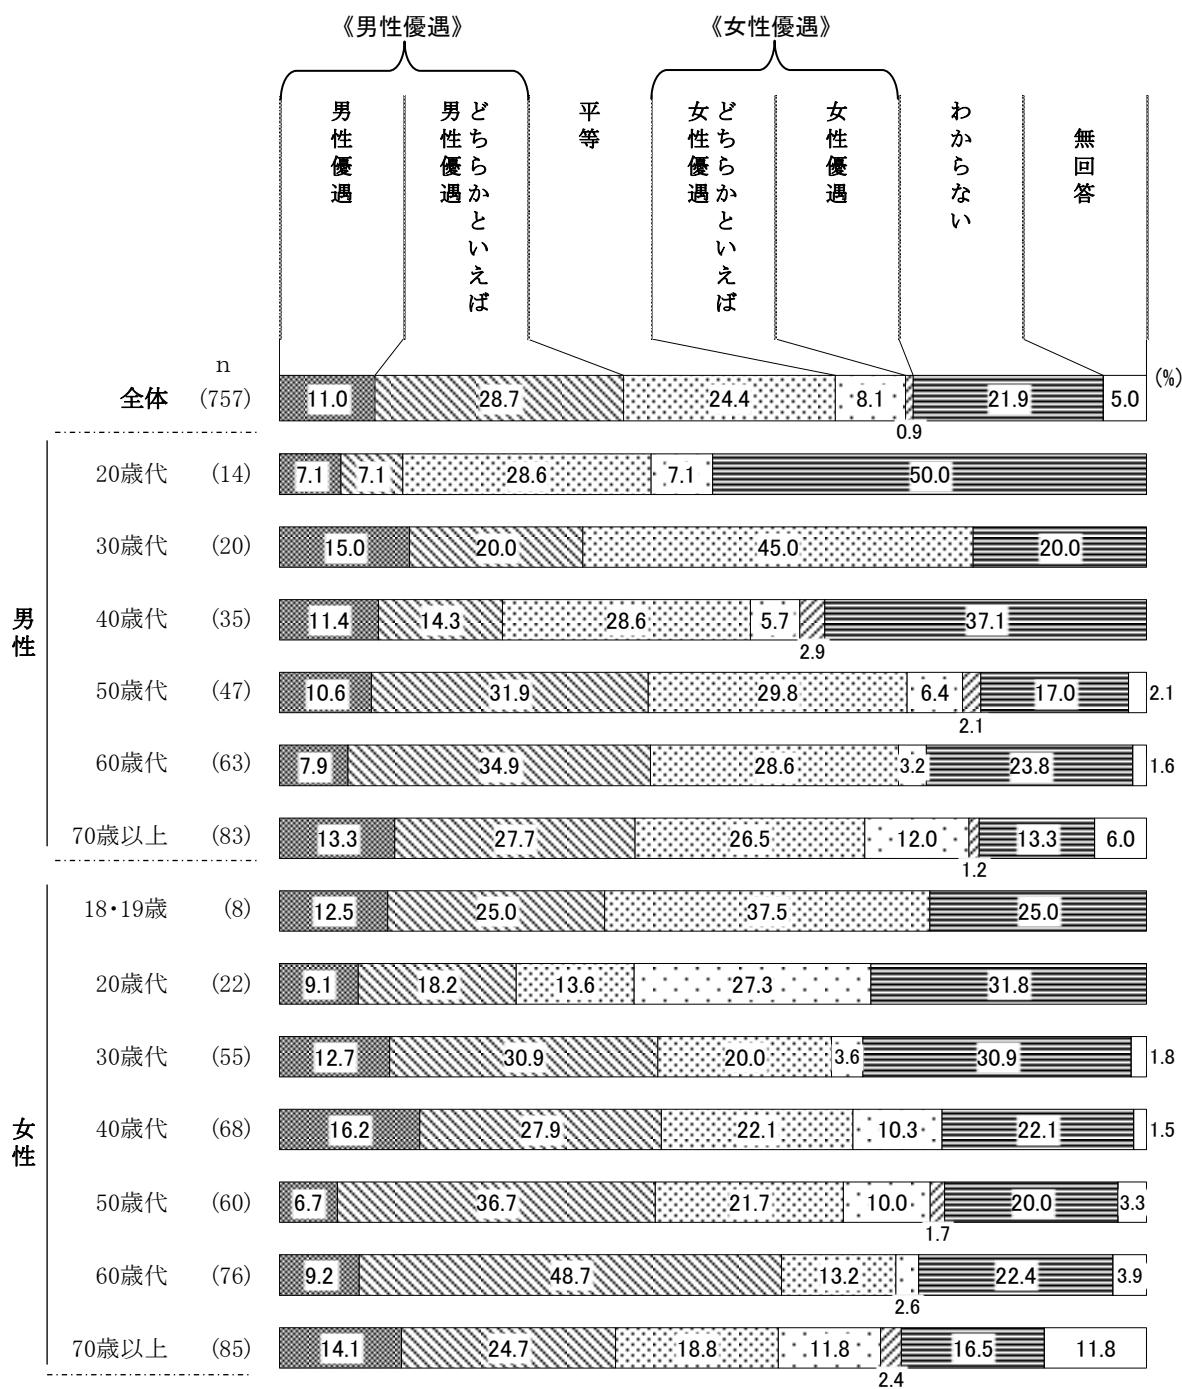 《男性優遇》
《女性優遇》
男性優遇
どちらかといえば
男性優遇
平等
どちらかといえば
女性優遇
女性優遇
わからない
無回答
n
(%)
全体 (757) 11.0 28.7 24.4 8.1 0.9 21.9 5.0
男性
20歳代 (14) 7.1 7.1 28.6 7.1 50.0
30歳代 (20) 15.0 20.0 45.0 20.0
40歳代 (35) 11.4 14.3 28.6 5.7 2.9 37.1
50歳代 (47) 10.6 31.9 29.8 6.4 2.1 17.0 2.1
60歳代 (63) 7.9 34.9 28.6 3.2 23.8 1.6
70歳以上 (83) 13.3 27.7 26.5 12.0 1.2 13.3 6.0
女性
18・19歳 (8) 12.5 25.0 37.5 25.0
20歳代 (22) 9.1 18.2 13.6 27.3 31.8
30歳代 (55) 12.7 30.9 20.0 3.6 30.9 1.8
40歳代 (68) 16.2 27.9 22.1 10.3 22.1 1.5
50歳代 (60) 6.7 36.7 21.7 10.0 1.7 20.0 3.3
60歳代 (76) 9.2 48.7 13.2 2.6 22.4 3.9
70歳以上 (85) 14.1 24.7 18.8 11.8 2.4 16.5 11.8